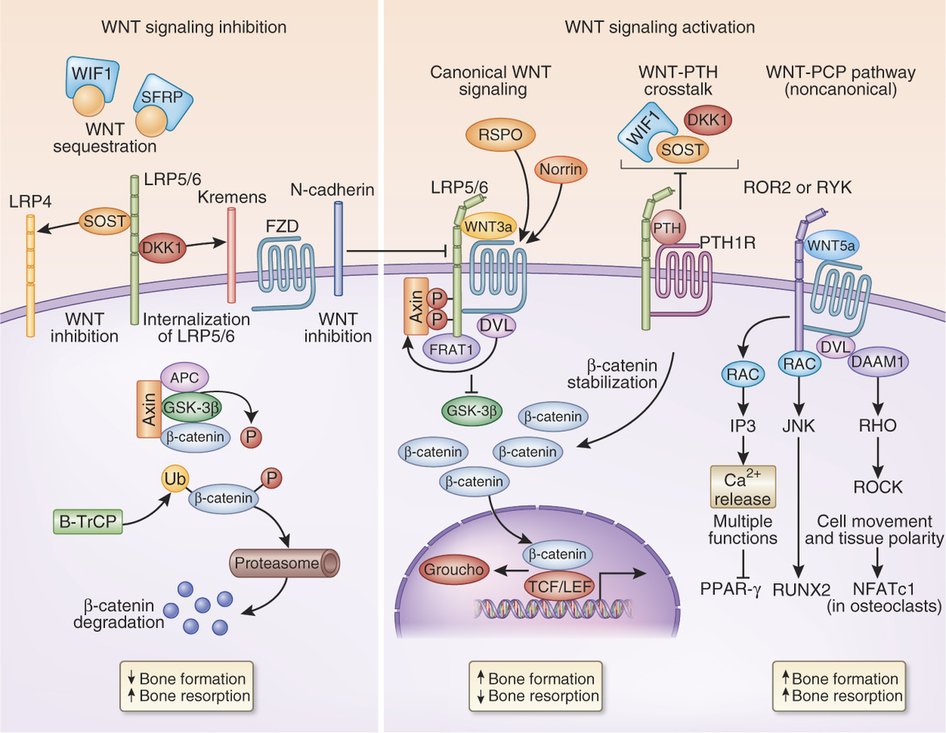 WNT signaling inhibition
WIF1
SFRP
WNT
sequestration
LRP4
SOST
LRP5/6
DKK1
Kremens
FZD
N-cadherin
WNT
inhibition
Internalization
of LRP5/6
WNT
inhibition
APC
Axin
GSK-3β
β-catenin
P
Ub
β-catenin
P
B-TrCP
Proteasome
β-catenin
degradation
Bone formation
Bone resorption
WNT signaling activation
Canonical WNT
signaling
RSPO
Norrin
LRP5/6
WNT3a
Axin
P
P
DVL
FRAT1
GSK-3β
β-catenin
stabilization
β-catenin
β-catenin
β-catenin
β-catenin
β-catenin
Groucho
TCF/LEF
Bone formation
Bone resorption
WNT-PTH
crosstalk
WIF1
DKK1
SOST
PTH
PTH1R
WNT-PCP pathway
(noncanonical)
ROR2 or RYK
WNT5a
DVL
RAC
RAC
DAAM1
IP3
JNK
RHO
Ca2+
release
ROCK
Multiple
functions
Cell movement
and tissue polarity
PPAR-γ
RUNX2
NFATc1
(in osteoclasts)
Bone formation
Bone resorption